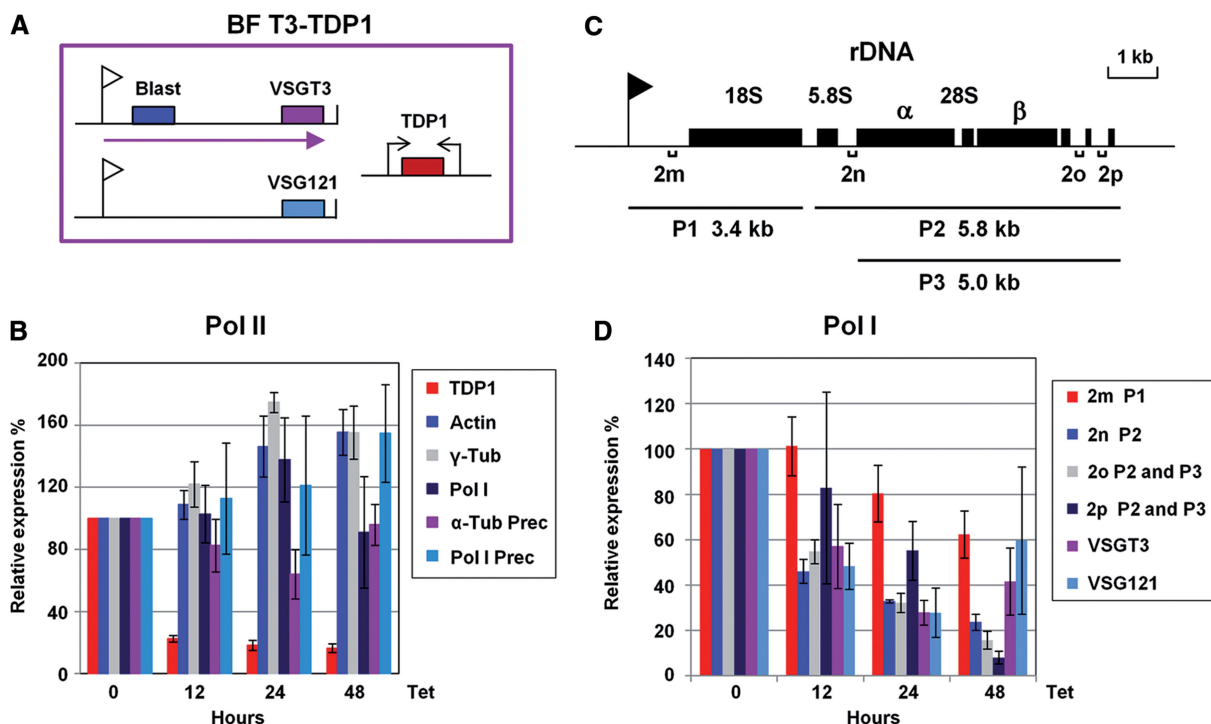 A
BF T3-TDP1
Blast
VSGT3
TDP1
VSG121
C
rDNA
1 kb
18S
5.8S
28S
α
β
2m
2n
2o
2p
P1 3.4 kb
P2 5.8 kb
P3 5.0 kb
B
Pol II
Relative expression %
200
160
120
80
40
0
0
12
24
48
Tet
Hours
TDP1
Actin
γ-Tub
Pol I
α-Tub Prec
Pol I Prec
D
Pol I
Relative expression %
140
120
100
80
60
40
20
0
0
12
24
48
Tet
Hours
2m P1
2n P2
2o P2 and P3
2p P2 and P3
VSGT3
VSG121